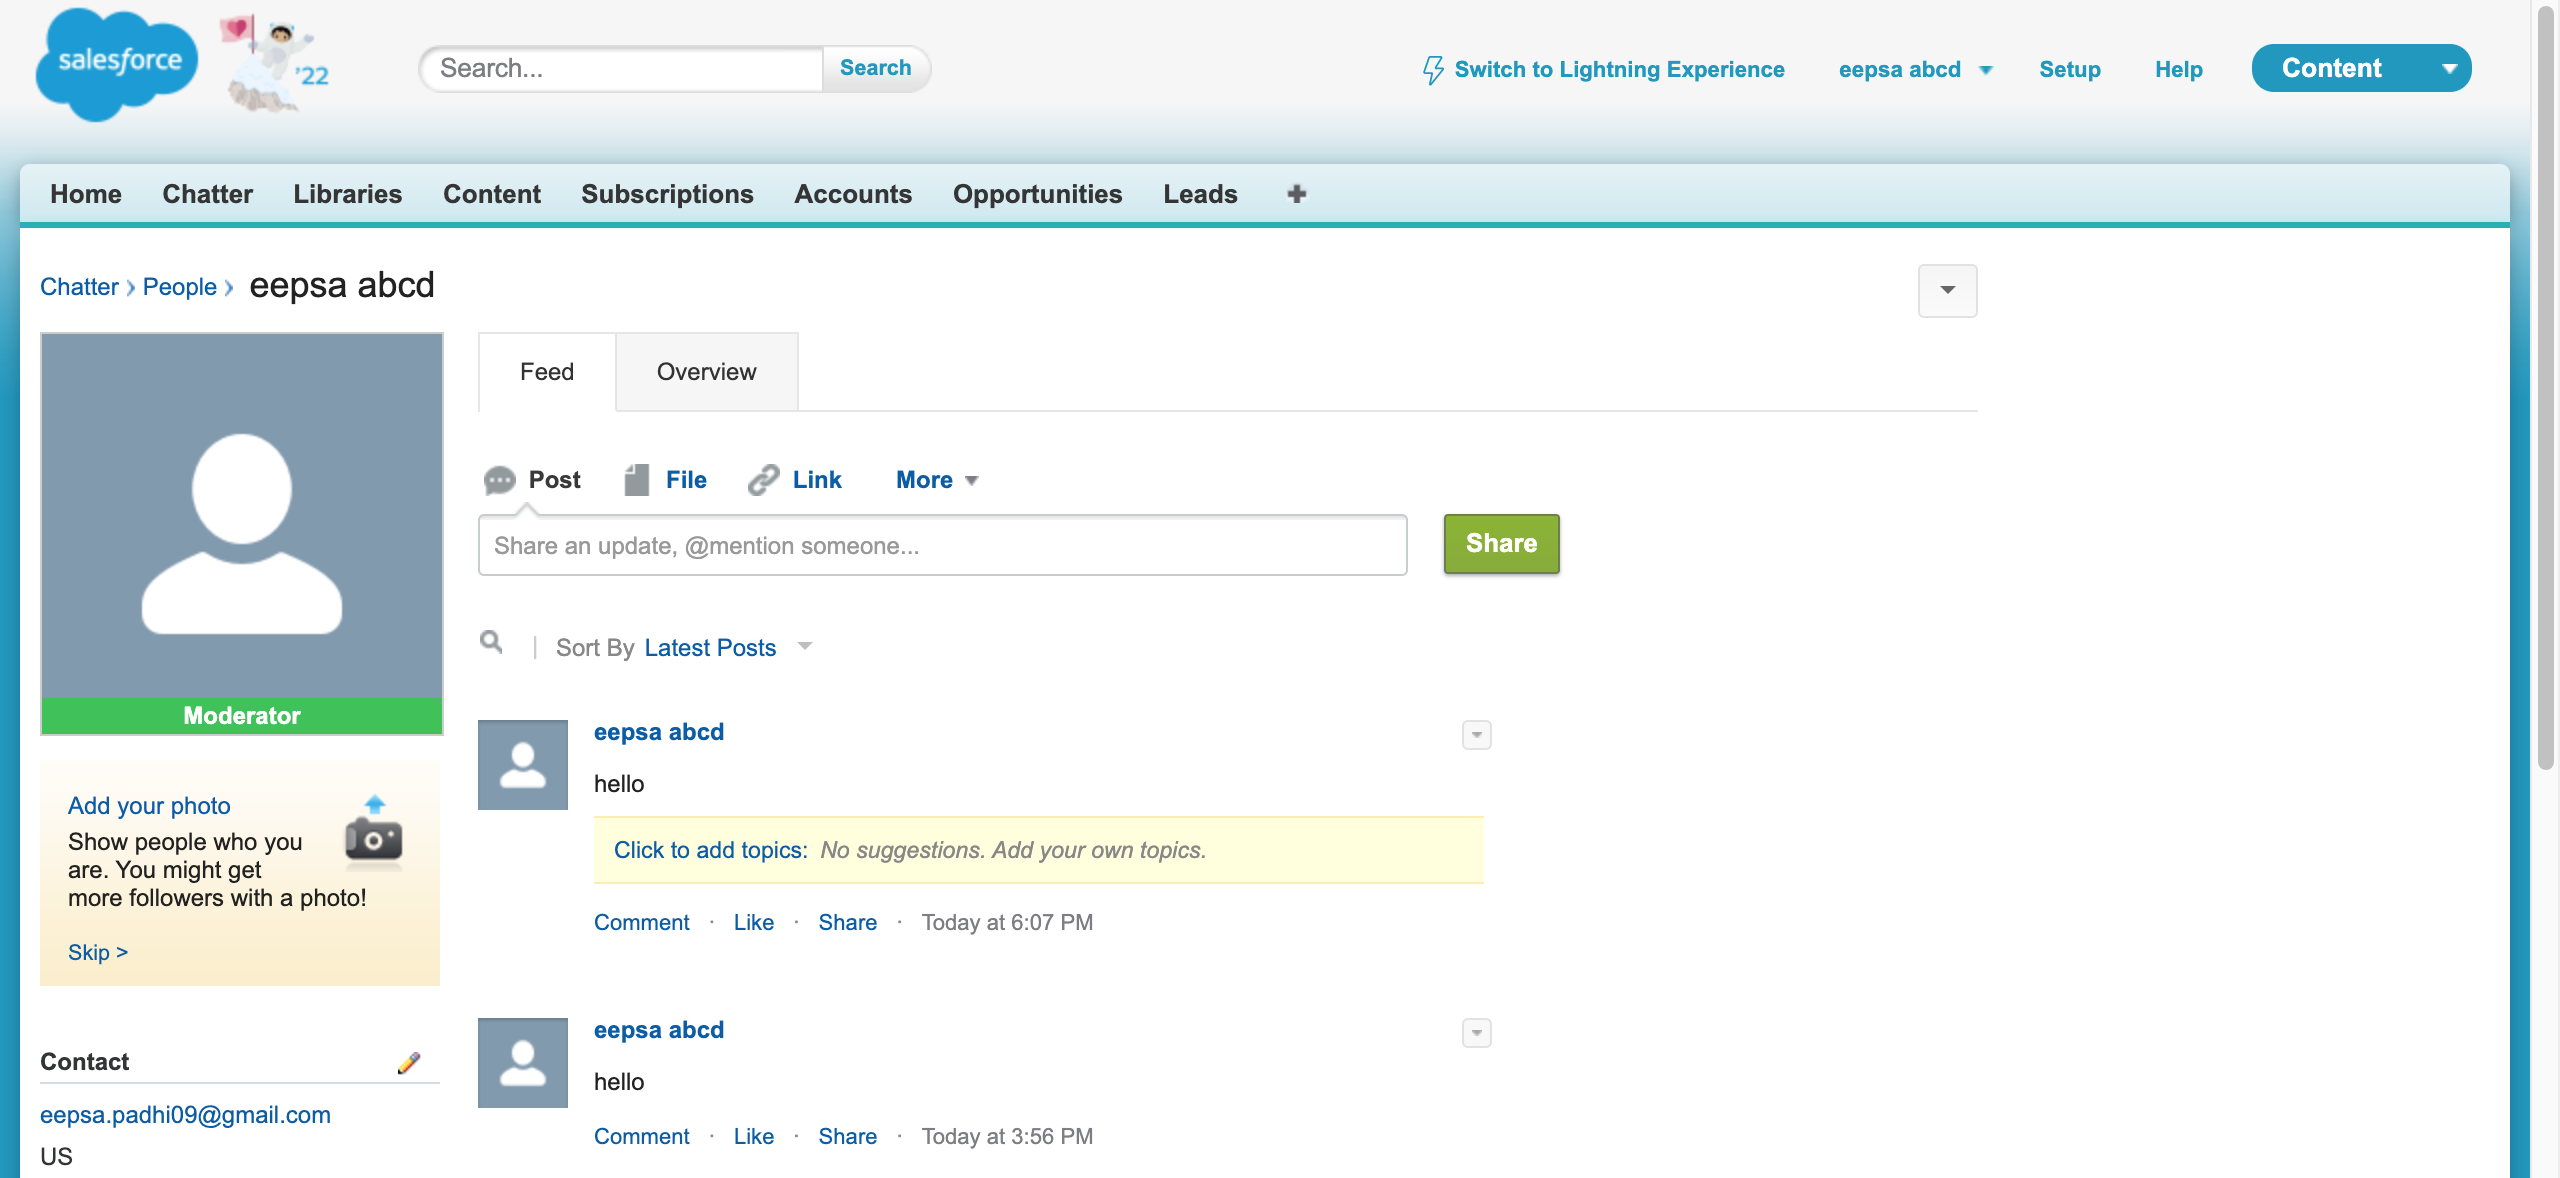 salesforce
'22
Search...
Search
Switch to Lightning Experience
eepsa abcd
Setup
Help
Content
Home
Chatter
Libraries
Content
Subscriptions
Accounts
Opportunities
Leads
Chatter
People
eepsa abcd
Feed
Overview
Moderator
Post
File
Link
More
Share an update, @mention someone...
Share
Sort By Latest Posts
eepsa abcd
hello
Click to add topics: No suggestions. Add your own topics.
Comment · Like · Share · Today at 6:07 PM
eepsa abcd
hello
Comment · Like · Share · Today at 3:56 PM
Add your photo
Show people who you
are. You might get
more followers with a photo!
Skip >
Contact
eepsa.padhi09@gmail.com
US